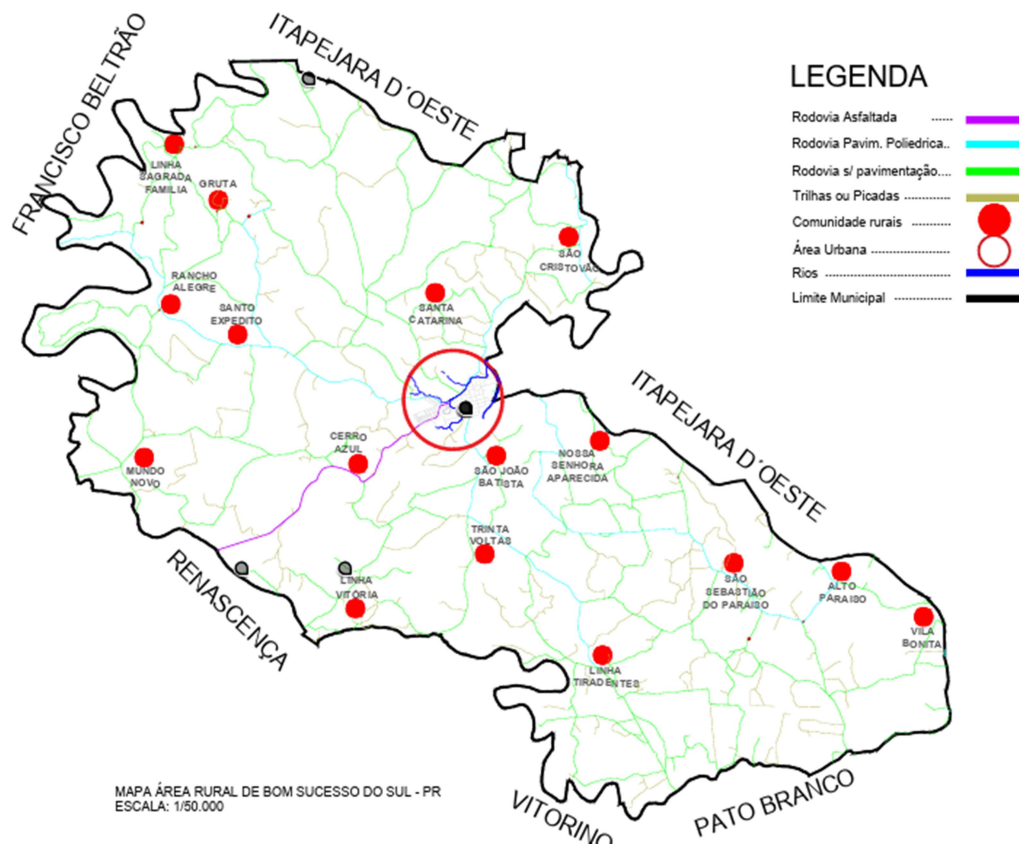 ITAPEJARA D´OESTE
FRANCISCO BELTRÃO
LEGENDA
Rodovia Asfaltada ......
Rodovia Pavim. Poliedrica..
Rodovia s/ pavimentação....
Trilhas ou Picadas ..............
Comunidade rurais ...............
Área Urbana ......................
Rios ................................
Limite Municipal .................
LINHA
SAGRADA
FAMILIA
GRUTA
SÃO
CRISTOVÃO
RANCHO
ALEGRE
SANTO
EXPEDITO
SANTA
CATARINA
ITAPEJARA D´OESTE
CERRO
AZUL
MUNDO
NOVO
SÃO JOÃO
BATISTA
NOSSA
SENHORA
APARECIDA
TRINTA
VOLTAS
RENASCENÇA
LINHA
VITÓRIA
SÃO
SEBASTIÃO
DO PARAISO
ALTO
PARAISO
VILA
BONITA
LINHA
TIRADENTES
MAPA ÁREA RURAL DE BOM SUCESSO DO SUL - PR
ESCALA: 1/50.000
VITORINO
PATO BRANCO